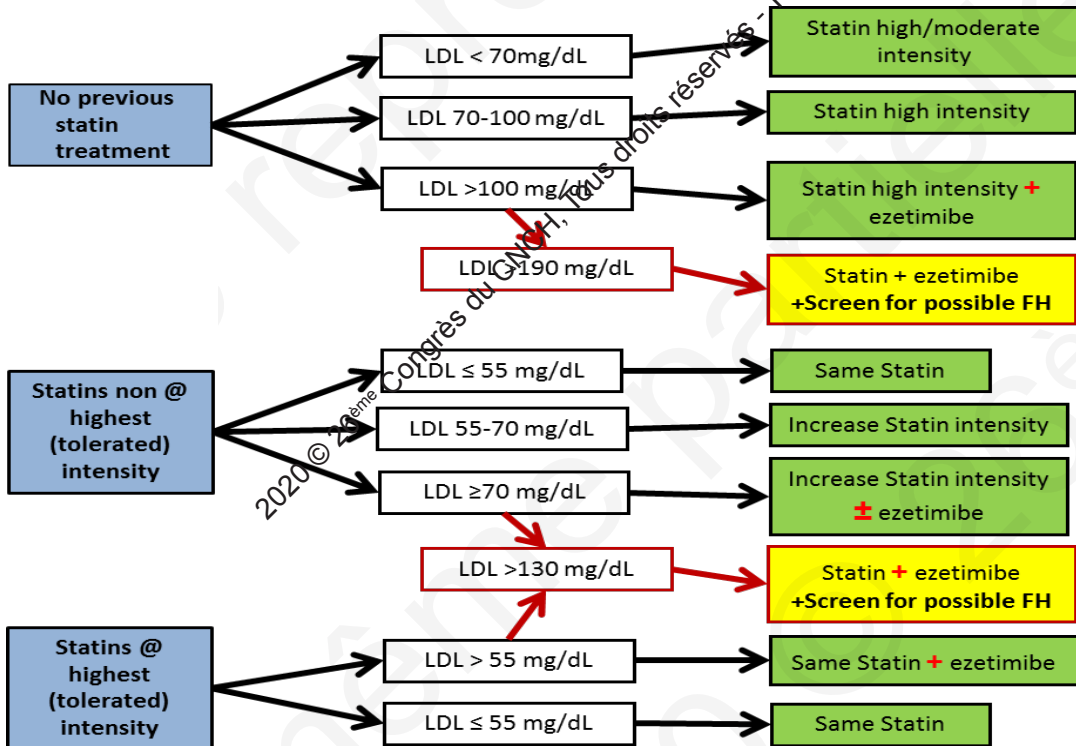 No previous
statin
treatment
LDL < 70mg/dL
Statin high/moderate
intensity
LDL 70-100 mg/dL
Statin high intensity
LDL >100 mg/dL
Statin high intensity +
ezetimibe
LDL >190 mg/dL
Statin + ezetimibe
+Screen for possible FH
Statins non @
highest
(tolerated)
intensity
LDL ≤ 55 mg/dL
Same Statin
LDL 55-70 mg/dL
Increase Statin intensity
LDL ≥70 mg/dL
Increase Statin intensity
± ezetimibe
LDL >130 mg/dL
Statin + ezetimibe
+Screen for possible FH
Statins @
highest
(tolerated)
intensity
LDL > 55 mg/dL
Same Statin + ezetimibe
LDL ≤ 55 mg/dL
Same Statin
2020 © 26ème Congrès du CNCH, Tous droits réservés -
même partielle